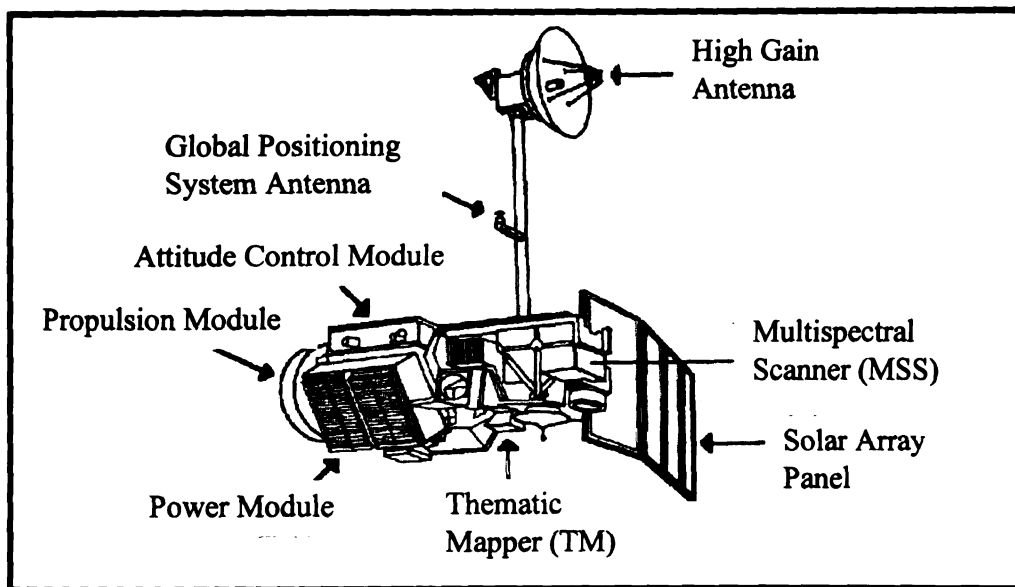 High Gain
Antenna
Global Positioning
System Antenna
Attitude Control Module
Propulsion Module
Multispectral
Scanner (MSS)
Solar Array
Panel
Power Module
Thematic
Mapper (TM)